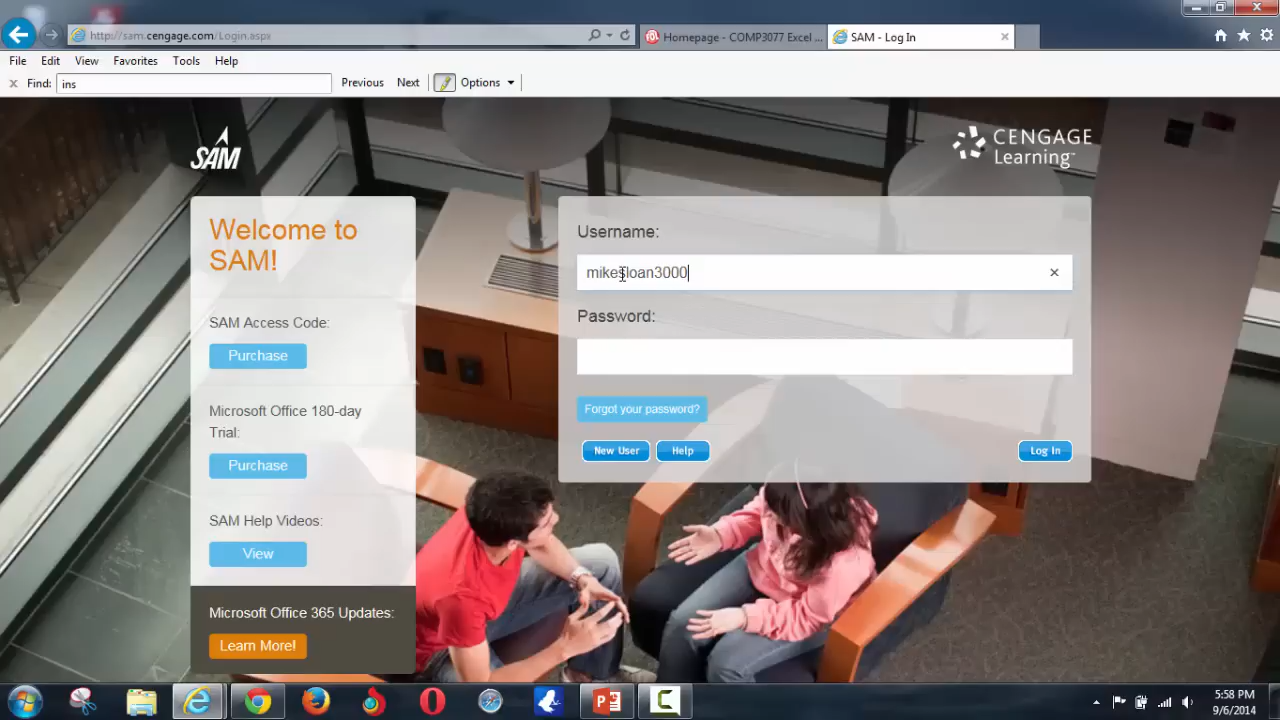 http://sam.cengage.com/Login.aspx
Homepage - COMP3077 Excel ...
SAM - Log In
File Edit View Favorites Tools Help
Find: ins Previous Next Options
SAM
CENGAGE
Learning™
Welcome to
SAM!
SAM Access Code:
Purchase
Microsoft Office 180-day
Trial:
Purchase
SAM Help Videos:
View
Microsoft Office 365 Updates:
Learn More!
Username:
mikesloan3000
Password:
Forgot your password?
New User Help Log In
5:58 PM
9/6/2014